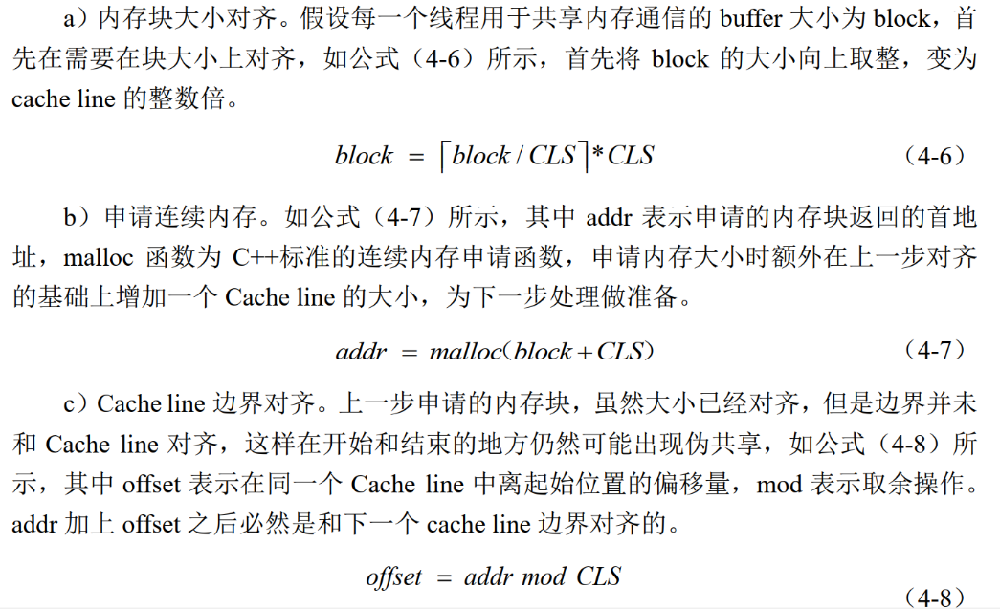 a）内存块大小对齐。假设每一个线程用于共享内存通信的 buffer 大小为 block，首
先在需要在块大小上对齐，如公式（4-6）所示，首先将 block 的大小向上取整，变为
cache line 的整数倍。
block = ⌈block / CLS⌉* CLS （4-6）
b）申请连续内存。如公式（4-7）所示，其中 addr 表示申请的内存块返回的首地
址，malloc 函数为 C++标准的连续内存申请函数，申请内存大小时额外在上一步对齐
的基础上增加一个 Cache line 的大小，为下一步处理做准备。
addr = malloc(block + CLS) （4-7）
c）Cache line 边界对齐。上一步申请的内存块，虽然大小已经对齐，但是边界并未
和 Cache line 对齐，这样在开始和结束的地方仍然可能出现伪共享，如公式（4-8）所
示，其中 offset 表示在同一个 Cache line 中离起始位置的偏移量，mod 表示取余操作。
addr 加上 offset 之后必然是和下一个 cache line 边界对齐的。
offset = addr mod CLS
（4-8）